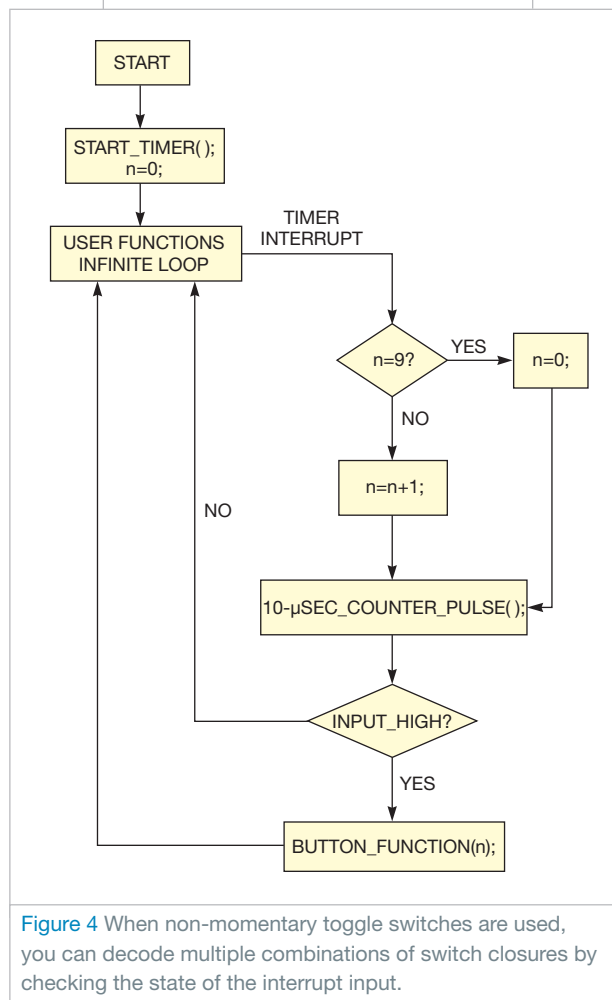 START
START_TIMER( );
n=0;
USER FUNCTIONS
INFINITE LOOP
TIMER
INTERRUPT
n=9?
YES
n=0;
NO
n=n+1;
NO
10-µSEC_COUNTER_PULSE( );
INPUT_HIGH?
YES
BUTTON_FUNCTION(n);
Figure 4 When non-momentary toggle switches are used,
you can decode multiple combinations of switch closures by
checking the state of the interrupt input.